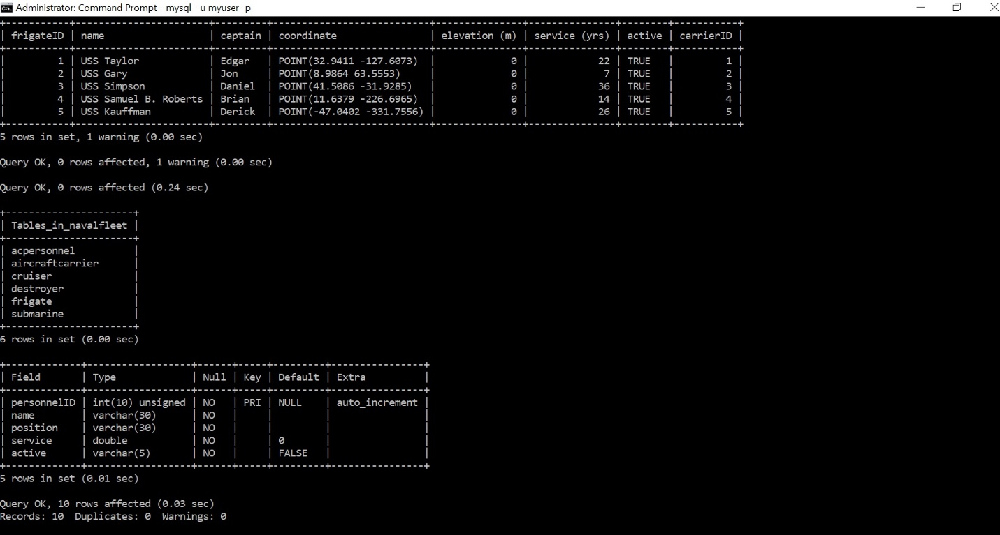 Administrator: Command Prompt - mysql -u myuser -p
+-----------+------------------------+---------+---------------------------+---------------+---------------+--------+-----------+
| frigateID | name                   | captain | coordinate                | elevation (m) | service (yrs) | active | carrierID |
+-----------+------------------------+---------+---------------------------+---------------+---------------+--------+-----------+
|         1 | USS Taylor             | Edgar   | POINT(32.9411 -127.6073)  |             0 |            22 | TRUE   |         1 |
|         2 | USS Gary               | Jon     | POINT(8.9864 63.5553)     |             0 |             7 | TRUE   |         2 |
|         3 | USS Simpson            | Daniel  | POINT(41.5086 -31.9285)   |             0 |            36 | TRUE   |         3 |
|         4 | USS Samuel B. Roberts  | Brian   | POINT(11.6379 -226.6965)  |             0 |            14 | TRUE   |         4 |
|         5 | USS Kauffman           | Derick  | POINT(-47.0402 -331.7556) |             0 |            26 | TRUE   |         5 |
+-----------+------------------------+---------+---------------------------+---------------+---------------+--------+-----------+
5 rows in set, 1 warning (0.00 sec)
Query OK, 0 rows affected, 1 warning (0.00 sec)
Query OK, 0 rows affected (0.24 sec)
+----------------------+
| Tables_in_navalfleet |
+----------------------+
| acpersonnel          |
| aircraftcarrier      |
| cruiser              |
| destroyer            |
| frigate              |
| submarine            |
+----------------------+
6 rows in set (0.00 sec)
+-------------+------------------+------+-----+---------+----------------+
| Field       | Type             | Null | Key | Default | Extra          |
+-------------+------------------+------+-----+---------+----------------+
| personnelID | int(10) unsigned | NO   | PRI | NULL    | auto_increment |
| name        | varchar(30)      | NO   |     |         |                |
| position    | varchar(30)      | NO   |     |         |                |
| service     | double           | NO   |     | 0       |                |
| active      | varchar(5)       | NO   |     | FALSE   |                |
+-------------+------------------+------+-----+---------+----------------+
5 rows in set (0.01 sec)
Query OK, 10 rows affected (0.03 sec)
Records: 10  Duplicates: 0  Warnings: 0